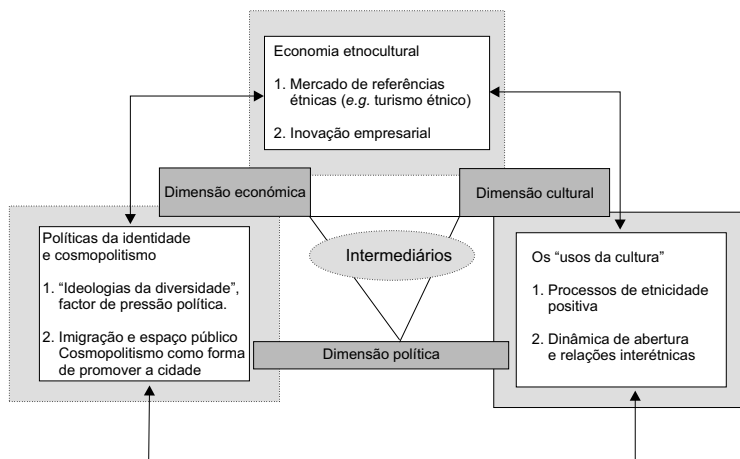 Economia etnocultural
1. Mercado de referências
étnicas (e.g. turismo étnico)
2. Inovação empresarial
Dimensão económica
Dimensão cultural
Políticas da identidade
e cosmopolitismo
1. “Ideologias da diversidade”,
factor de pressão política.
2. Imigração e espaço público
Cosmopolitismo como forma
de promover a cidade
Intermediários
Os “usos da cultura”
1. Processos de etnicidade
positiva
2. Dinâmica de abertura
e relações interétnicas
Dimensão política